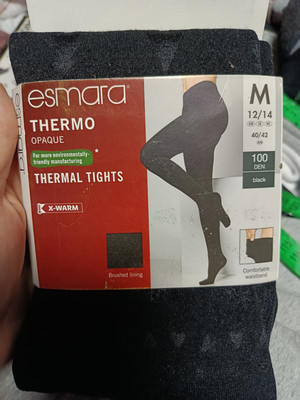 esmara®
THERMO
OPAQUE
For more environmentally-
friendly manufacturing
THERMAL TIGHTS
X-WARM
Brushed lining
M
12/14
40/42
100
DEN
black
Comfortable
waistband
esmara